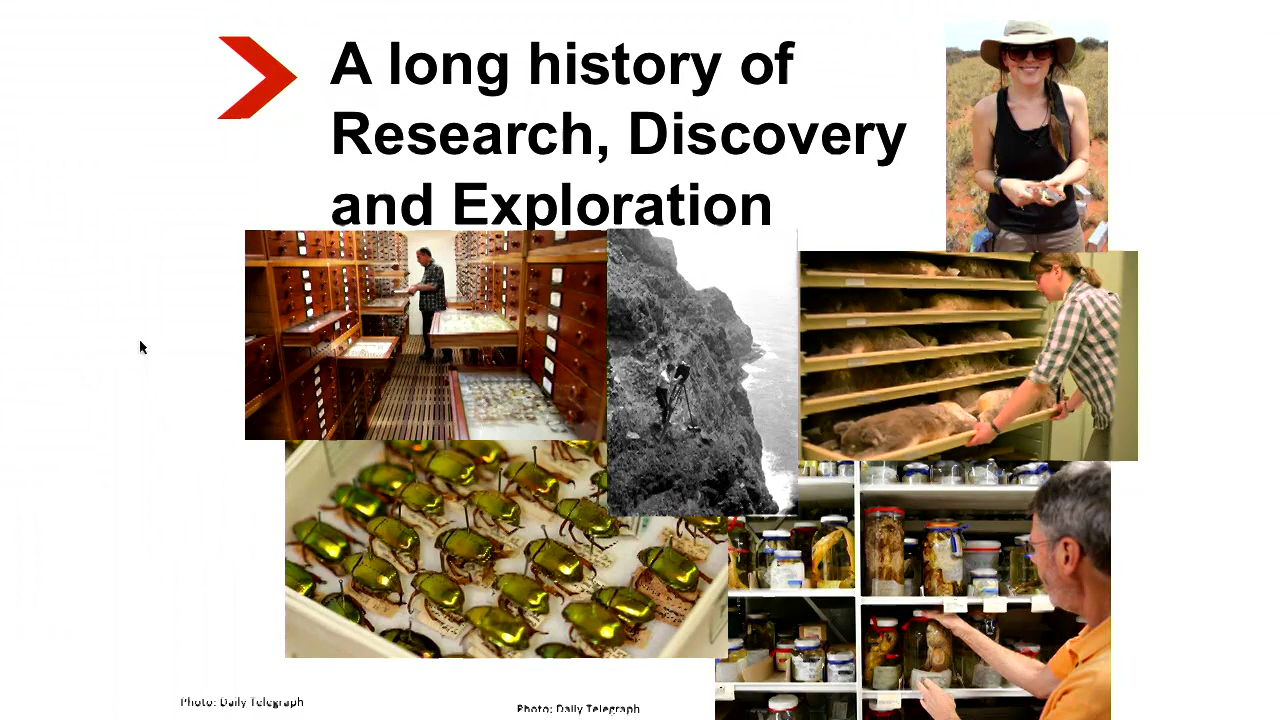 A long history of
Research, Discovery
and Exploration
Photo: Daily Telegraph
Photo: Daily Telegraph